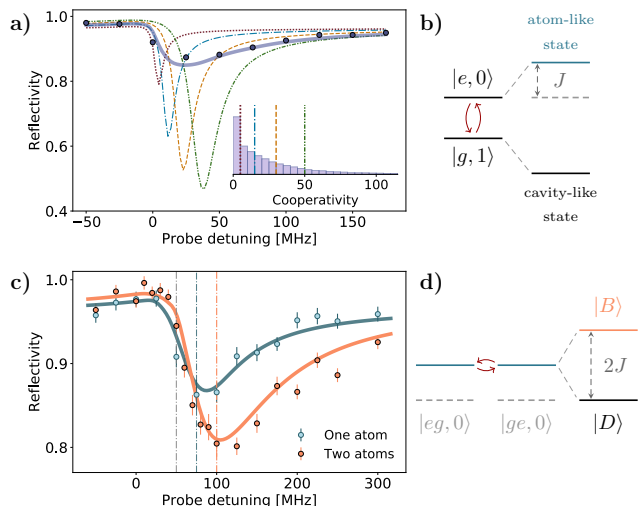 a)
1.0
0.8
0.6
0.4
Reflectivity
−50
0
50
100
150
Probe detuning [MHz]
0
50
100
Cooperativity
b)
atom-like
state
|e, 0⟩
J
|g, 1⟩
cavity-like
state
c)
1.0
0.9
0.8
Reflectivity
One atom
Two atoms
0
100
200
300
Probe detuning [MHz]
d)
|B⟩
2J
|eg, 0⟩
|ge, 0⟩
|D⟩